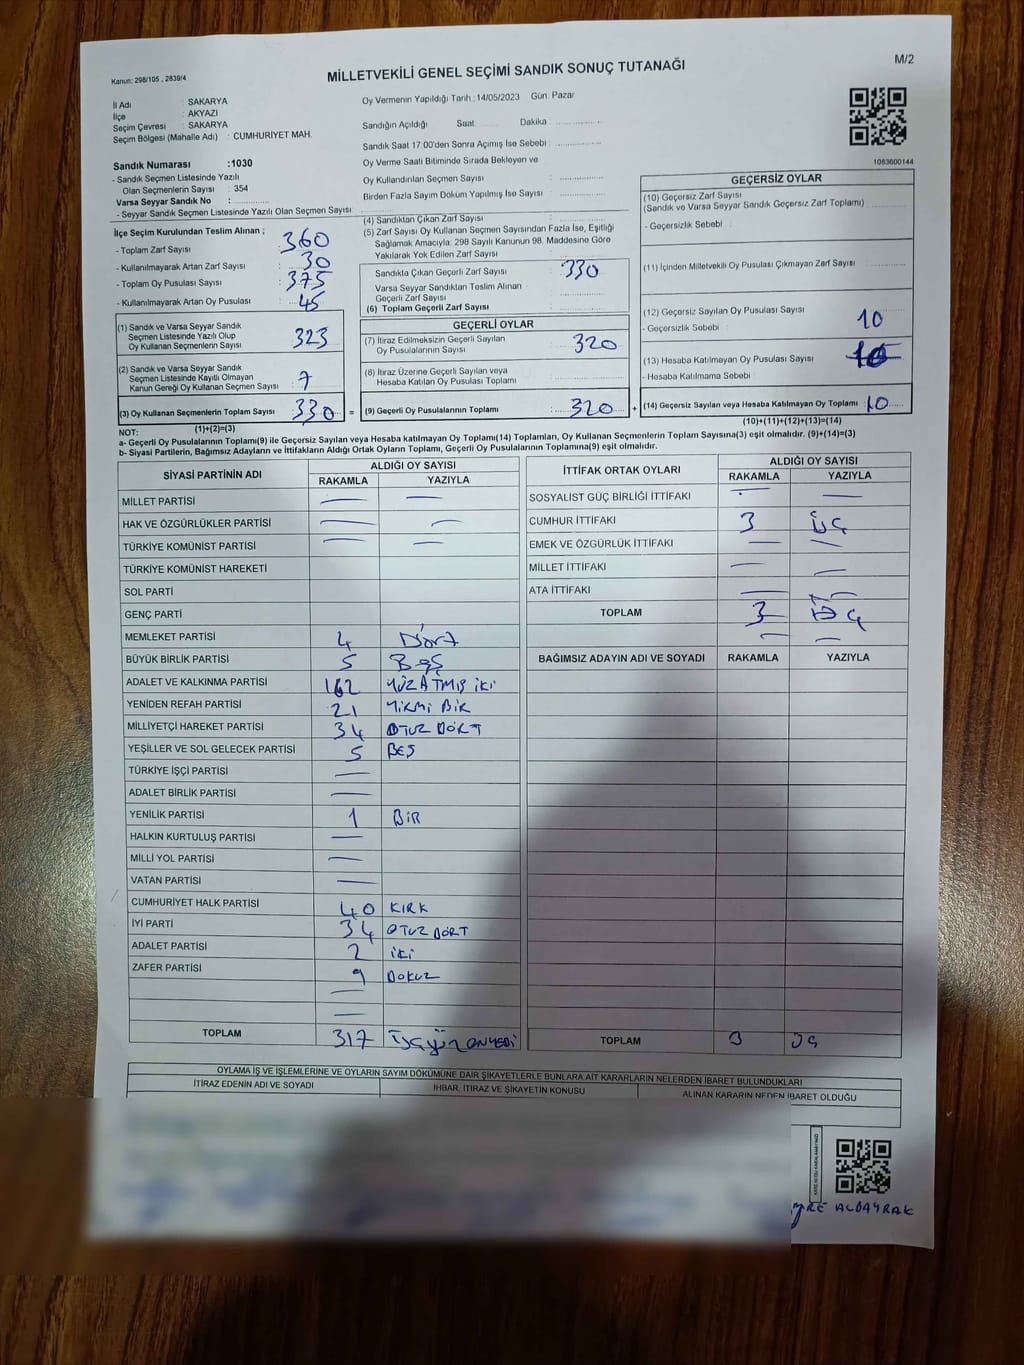 Kanun: 298/105 , 2839/4
MİLLETVEKİLİ GENEL SEÇİMİ SANDIK SONUÇ TUTANAĞI
M/2
İl Adı : SAKARYA
İlçe : AKYAZI
Seçim Çevresi : SAKARYA
Seçim Bölgesi (Mahalle Adı) : CUMHURİYET MAH.
Sandık Numarası :1030
- Sandık Seçmen Listesinde Yazılı
Olan Seçmenlerin Sayısı : 354
Varsa Seyyar Sandık No : ..................
- Seyyar Sandık Seçmen Listesinde Yazılı Olan Seçmen Sayısı
İlçe Seçim Kurulundan Teslim Alınan ;
- Toplam Zarf Sayısı : 360
- Kullanılmayarak Artan Zarf Sayısı : 30
- Toplam Oy Pusulası Sayısı : 375
- Kullanılmayarak Artan Oy Pusulası : 45
(1) Sandık ve Varsa Seyyar Sandık
Seçmen Listesinde Yazılı Olup
Oy Kullanan Seçmenlerin Sayısı 323
(2) Sandık ve Varsa Seyyar Sandık
Seçmen Listesinde Kayıtlı Olmayan
Kanun Gereği Oy Kullanan Seçmen Sayısı 7
(3) Oy Kullanan Seçmenlerin Toplam Sayısı 330 =
(1)+(2)=(3)
Oy Vermenin Yapıldığı Tarih :14/05/2023 Gün: Pazar
Sandığın Açıldığı Saat: ........ Dakika ................
Sandık Saat 17.00'den Sonra Açımış İse Sebebi : ................
Oy Verme Saati Bitiminde Sırada Bekleyen ve
Oy Kullandırılan Seçmen Sayısı : ................
Birden Fazla Sayım Döküm Yapılmış İse Sayısı : ................
(4) Sandıktan Çıkan Zarf Sayısı : ................
(5) Zarf Sayısı Oy Kullanan Seçmen Sayısından Fazla İse, Eşitliği
Sağlamak Amacıyla; 298 Sayılı Kanunun 98. Maddesine Göre
Yakılarak Yok Edilen Zarf Sayısı : ................
Sandıkta Çıkan Geçerli Zarf Sayısı : 330
Varsa Seyyar Sandıktan Teslim Alınan
Geçerli Zarf Sayısı : ................
(6) Toplam Geçerli Zarf Sayısı : ................
GEÇERLİ OYLAR
(7) İtiraz Edilmeksizin Geçerli Sayılan
Oy Pusulalarının Sayısı : 320
(8) İtiraz Üzerine Geçerli Sayılan veya
Hesaba Katılan Oy Pusulası Toplamı : ................
(9) Geçerli Oy Pusulalarının Toplamı : 320 +
1083600144
GEÇERSİZ OYLAR
(10) Geçersiz Zarf Sayısı
(Sandık ve Varsa Seyyar Sandık Geçersiz Zarf Toplamı)
- Geçersizlik Sebebi :
(11) İçinden Milletvekili Oy Pusulası Çıkmayan Zarf Sayısı
(12) Geçersiz Sayılan Oy Pusulası Sayısı : 10
- Geçersizlik Sebebi :
(13) Hesaba Katılmayan Oy Pusulası Sayısı :
- Hesaba Katılmama Sebebi :
(14) Geçersiz Sayılan veya Hesaba Katılmayan Oy Toplamı : 10
(10)+(11)+(12)+(13)=(14)
NOT:
a- Geçerli Oy Pusulalarının Toplamı(9) ile Geçersiz Sayılan veya Hesaba Katılmayan Oy Toplamı(14) Toplamları, Oy Kullanan Seçmenlerin Toplam Sayısına(3) eşit olmalıdır. (9)+(14)=(3)
b- Siyasi Partilerin, Bağımsız Adayların ve İttifakların Aldığı Ortak Oyların Toplamı, Geçerli Oy Pusulalarının Toplamına(9) eşit olmalıdır.
SİYASİ PARTİNİN ADI ALDIĞI OY SAYISI
RAKAMLA YAZIYLA
MİLLET PARTİSİ — —
HAK VE ÖZGÜRLÜKLER PARTİSİ — —
TÜRKİYE KOMÜNİST PARTİSİ — —
TÜRKİYE KOMÜNİST HAREKETİ
SOL PARTİ
GENÇ PARTİ
MEMLEKET PARTİSİ 4 Dört
BÜYÜK BİRLİK PARTİSİ 5 Beş
ADALET VE KALKINMA PARTİSİ 162 YÜZ ATMIŞ iKi
YENİDEN REFAH PARTİSİ 21 YİRMİ BİR
MİLLİYETÇİ HAREKET PARTİSİ 34 OTUZ DÖRT
YEŞİLLER VE SOL GELECEK PARTİSİ 5 BEŞ
TÜRKİYE İŞÇİ PARTİSİ —
ADALET BİRLİK PARTİSİ —
YENİLİK PARTİSİ 1 BİR
HALKIN KURTULUŞ PARTİSİ —
MİLLİ YOL PARTİSİ —
VATAN PARTİSİ —
CUMHURİYET HALK PARTİSİ 40 KIRK
İYİ PARTİ 34 OTUZ DÖRT
ADALET PARTİSİ 2 iKi
ZAFER PARTİSİ 9 DOKUZ
—
—
TOPLAM 317 Üçyüz ONYEDİ
İTTİFAK ORTAK OYLARI ALDIĞI OY SAYISI
RAKAMLA YAZIYLA
SOSYALİST GÜÇ BİRLİĞİ İTTİFAKI — —
CUMHUR İTTİFAKI 3 ÜÇ
EMEK VE ÖZGÜRLÜK İTTİFAKI — —
MİLLET İTTİFAKI — —
ATA İTTİFAKI — —
TOPLAM 3 ÜÇ
— —
BAĞIMSIZ ADAYIN ADI VE SOYADI RAKAMLA YAZIYLA
TOPLAM 3 ÜÇ
OYLAMA İŞ VE İŞLEMLERİNE VE OYLARIN SAYIM DÖKÜMÜNE DAİR ŞİKAYETLERLE BUNLARA AİT KARARLARIN NELERDEN İBARET BULUNDUKLARI
İTİRAZ EDENİN ADI VE SOYADI İHBAR, İTİRAZ VE ŞİKAYETİN KONUSU ALINAN KARARIN NEDEN İBARET OLDUĞU
ALBAYRAK